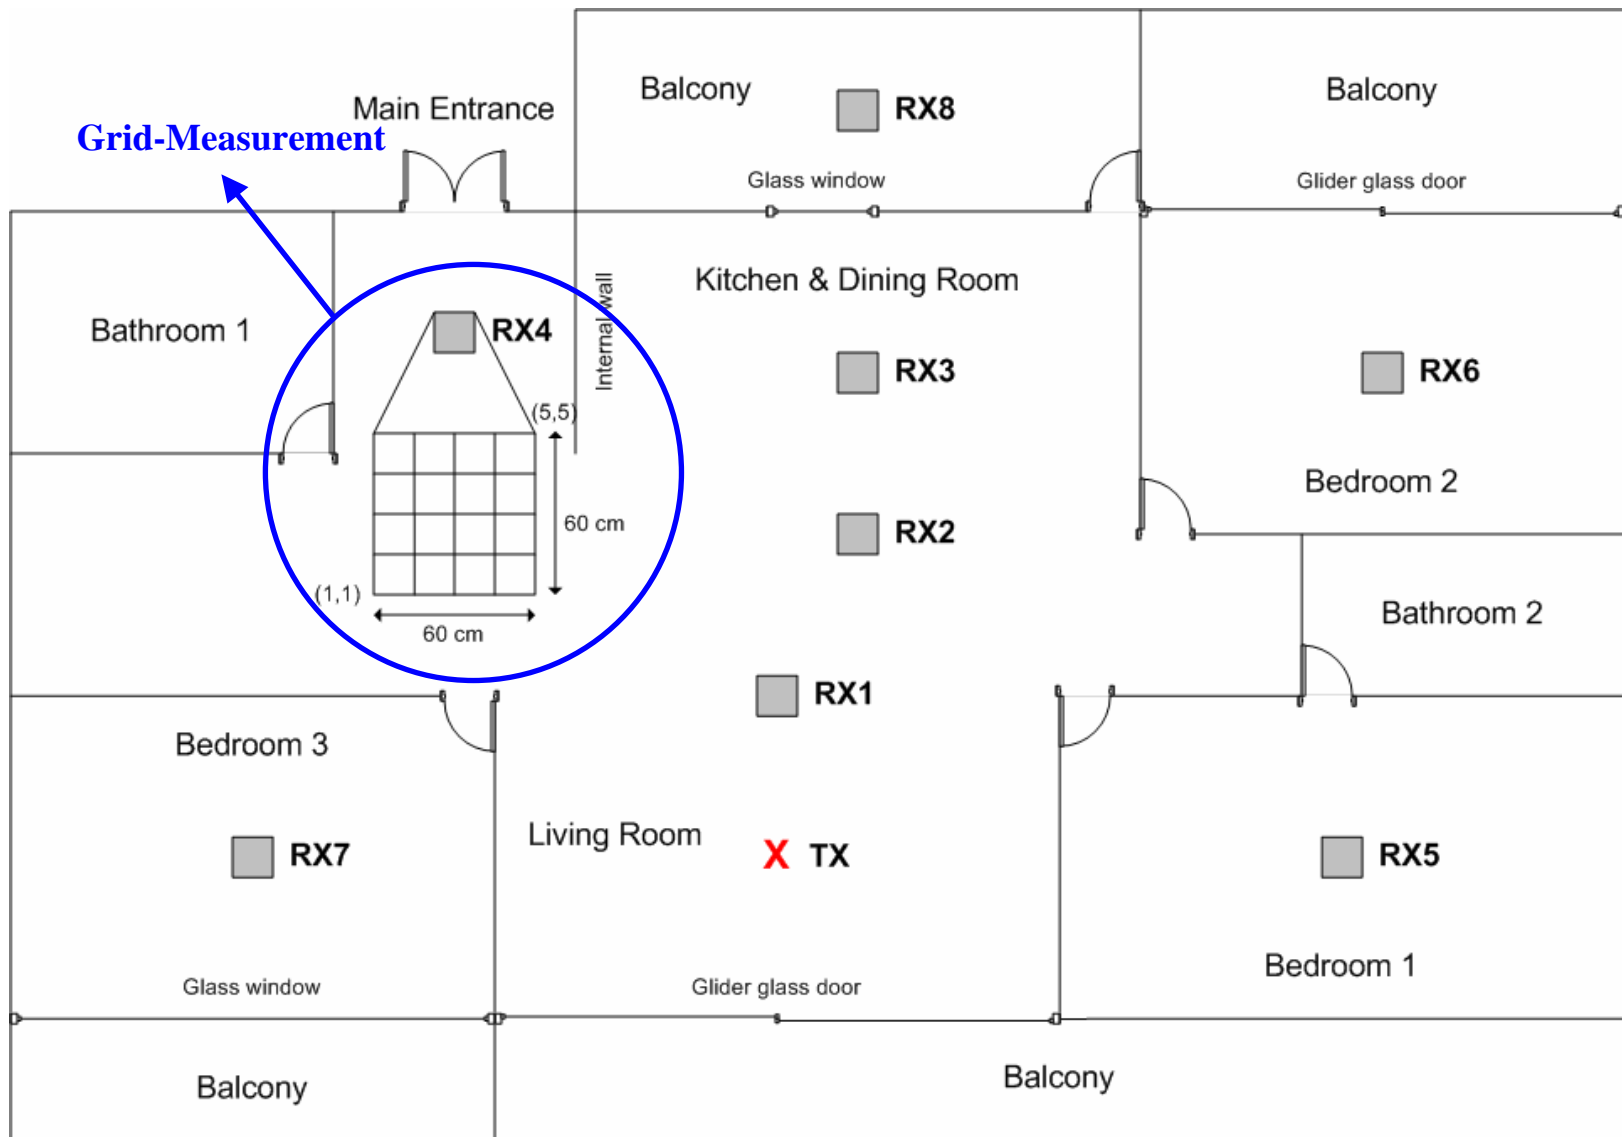 Balcony
RX8
Balcony
Main Entrance
Grid-Measurement
Glass window
Glider glass door
Kitchen & Dining Room
Internal wall
Bathroom 1
RX4
RX3
RX6
(5,5)
Bedroom 2
60 cm
RX2
(1,1)
60 cm
Bathroom 2
RX1
Bedroom 3
Living Room
RX7
X TX
RX5
Bedroom 1
Glass window
Glider glass door
Balcony
Balcony